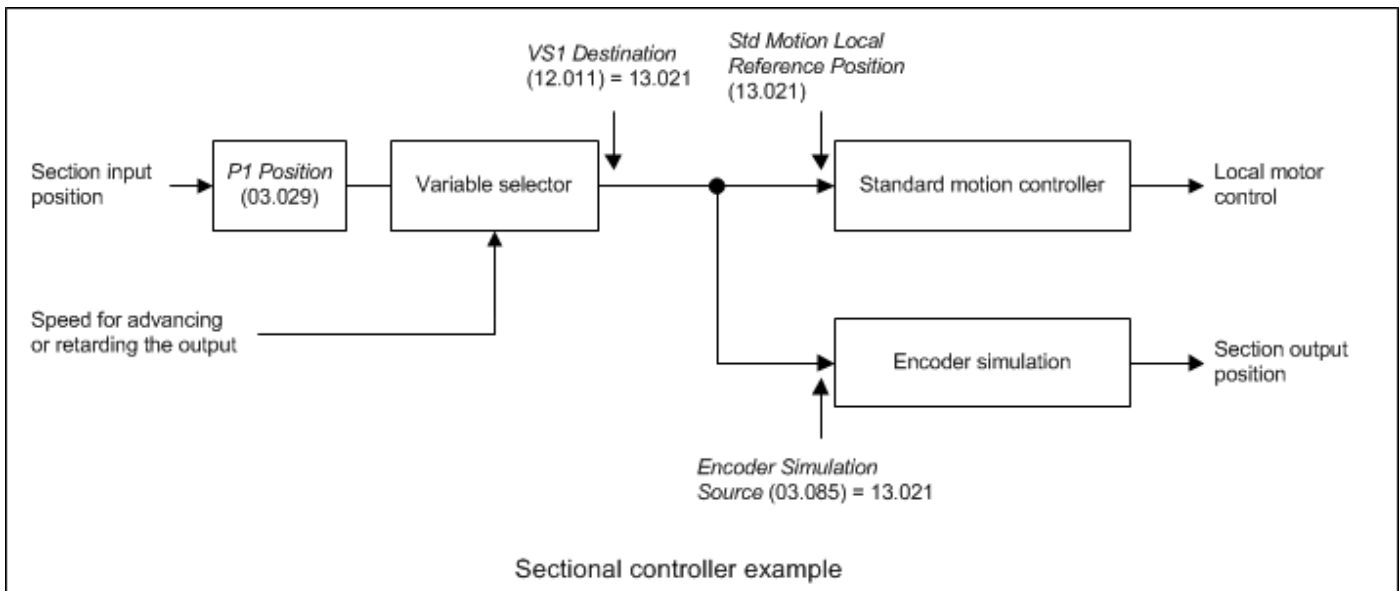 VS1 Destination
(12.011) = 13.021
Std Motion Local
Reference Position
(13.021)
Section input
position
P1 Position
(03.029)
Variable selector
Standard motion controller
Local motor
control
Speed for advancing
or retarding the output
Encoder simulation
Section output
position
Encoder Simulation
Source (03.085) = 13.021
Sectional controller example